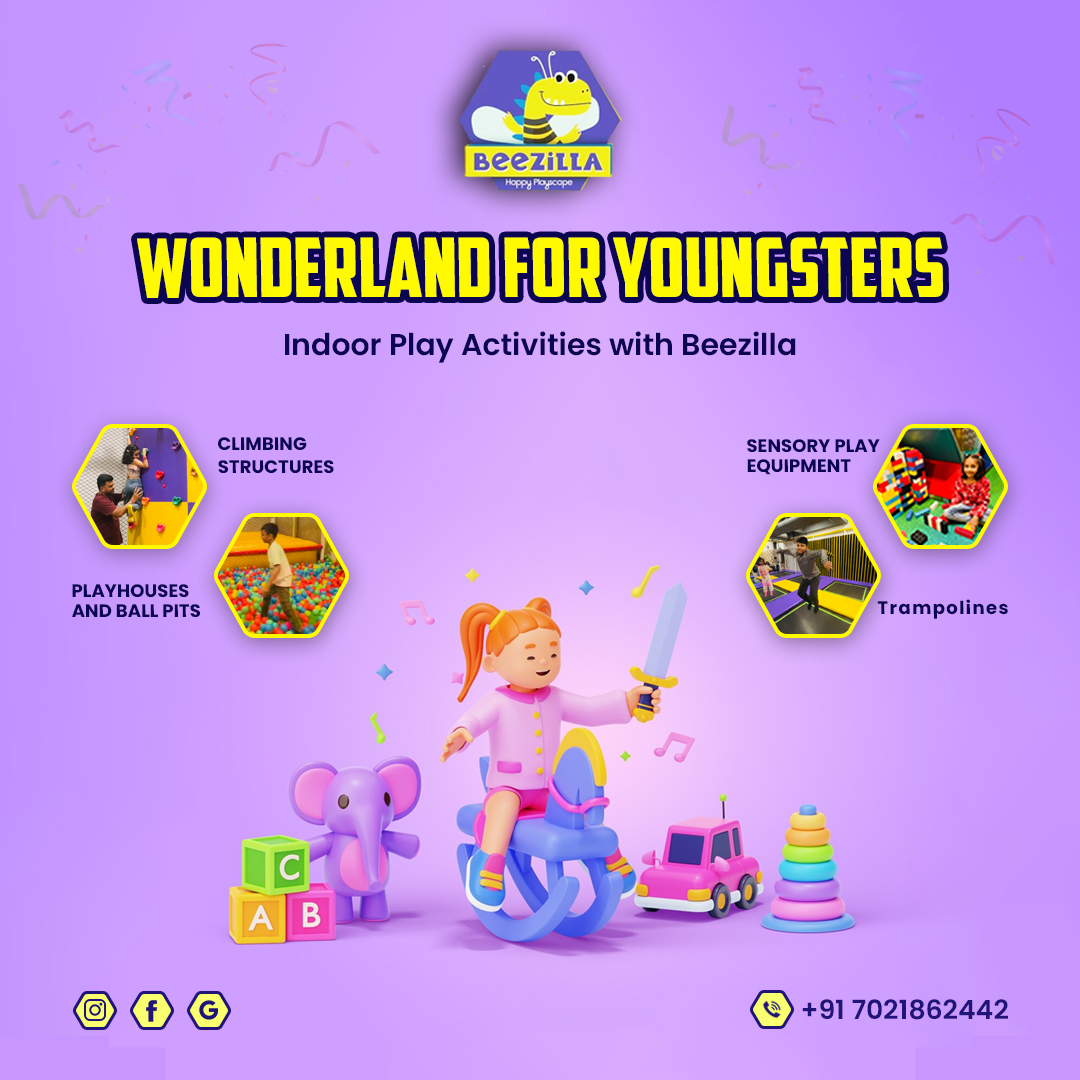 BEEZiLLA
Happy Playscape
WONDERLAND FOR YOUNGSTERS
Indoor Play Activities with Beezilla
CLIMBING
STRUCTURES
SENSORY PLAY
EQUIPMENT
PLAYHOUSES
AND BALL PITS
Trampolines
C
A B
+91 7021862442